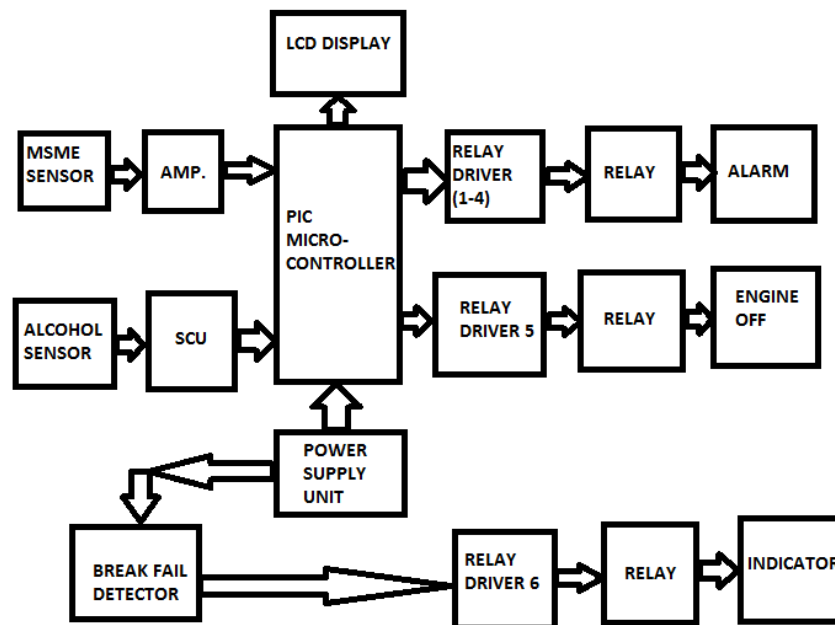 LCD DISPLAY
MSME
SENSOR
AMP.
PIC
MICRO-
CONTROLLER
RELAY
DRIVER
(1-4)
RELAY
ALARM
ALCOHOL
SENSOR
SCU
RELAY
DRIVER 5
RELAY
ENGINE
OFF
POWER
SUPPLY
UNIT
BREAK FAIL
DETECTOR
RELAY
DRIVER 6
RELAY
INDICATOR